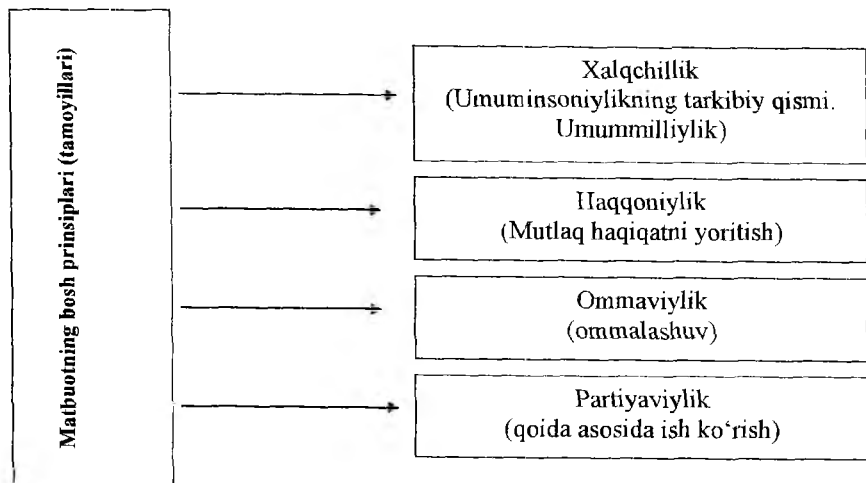 Matbuotning bosh prinsiplari (tamoyillari)
Xalqchillik
(Umuminsoniylikning tarkibiy qismi.
Umummilliylik)
Haqqoniylik
(Mutlaq haqiqatni yoritish)
Ommaviylik
(ommalashuv)
Partiyaviylik
(qoida asosida ish ko‘rish)